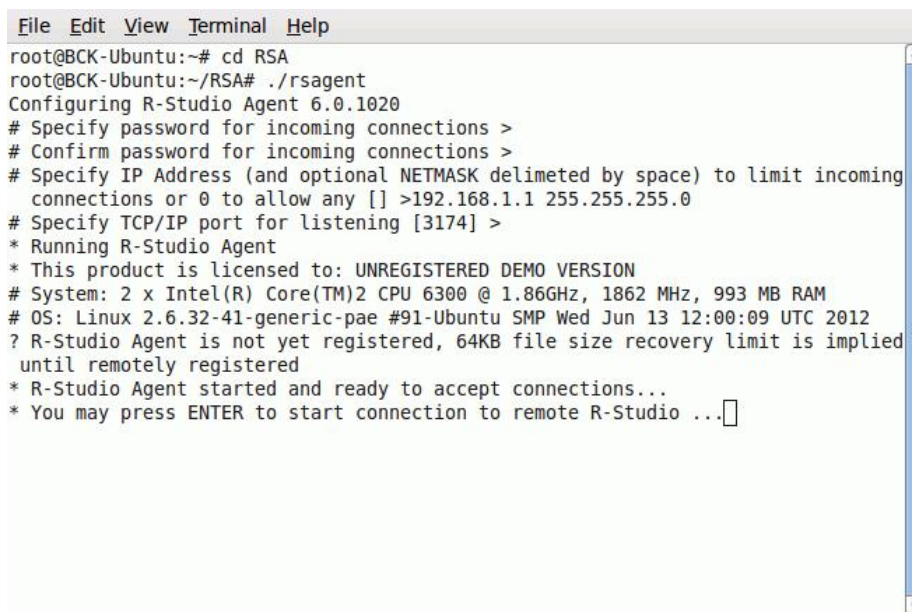 File Edit View Terminal Help
root@BCK-Ubuntu:~# cd RSA
root@BCK-Ubuntu:~/RSA# ./rsagent
Configuring R-Studio Agent 6.0.1020
# Specify password for incoming connections >
# Confirm password for incoming connections >
# Specify IP Address (and optional NETMASK delimeted by space) to limit incoming
  connections or 0 to allow any [] >192.168.1.1 255.255.255.0
# Specify TCP/IP port for listening [3174] >
* Running R-Studio Agent
* This product is licensed to: UNREGISTERED DEMO VERSION
# System: 2 x Intel(R) Core(TM)2 CPU 6300 @ 1.86GHz, 1862 MHz, 993 MB RAM
# OS: Linux 2.6.32-41-generic-pae #91-Ubuntu SMP Wed Jun 13 12:00:09 UTC 2012
? R-Studio Agent is not yet registered, 64KB file size recovery limit is implied
 until remotely registered
* R-Studio Agent started and ready to accept connections...
* You may press ENTER to start connection to remote R-Studio ...